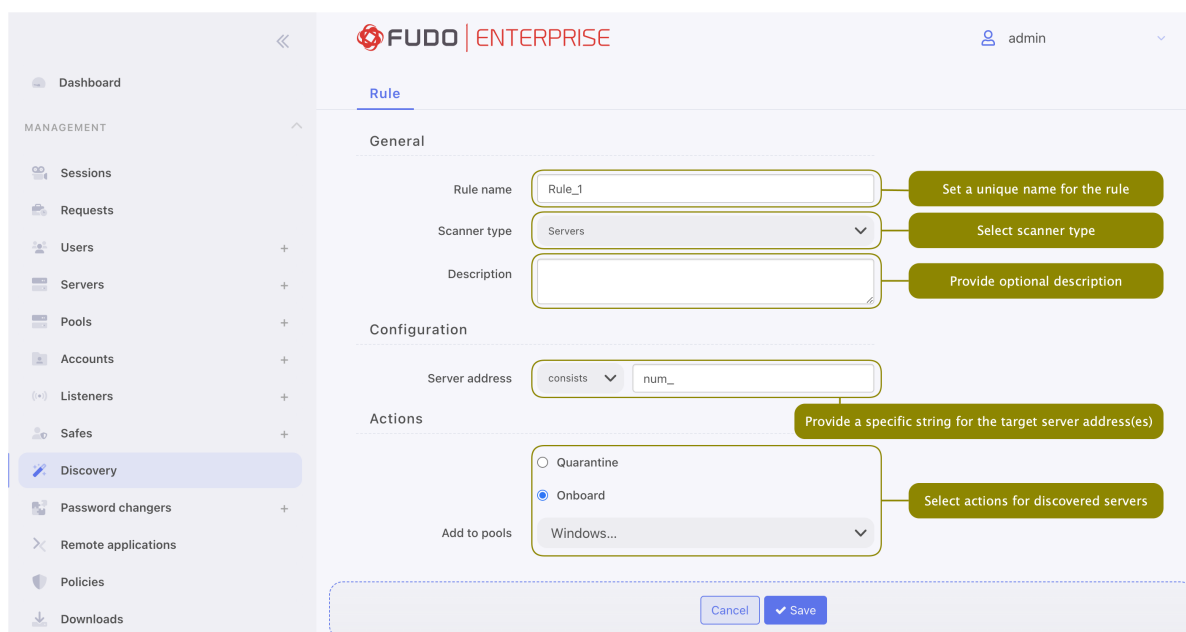 FUDO ENTERPRISE
admin
Dashboard
MANAGEMENT
Sessions
Requests
Users +
Servers +
Pools +
Accounts +
Listeners +
Safes +
Discovery
Password changers +
Remote applications
Policies
Downloads
Rule
General
Rule name Rule_1 Set a unique name for the rule
Scanner type Servers Select scanner type
Description Provide optional description
Configuration
Server address consists num_
Provide a specific string for the target server address(es)
Actions
Quarantine
Onboard
Select actions for discovered servers
Add to pools Windows...
Cancel Save